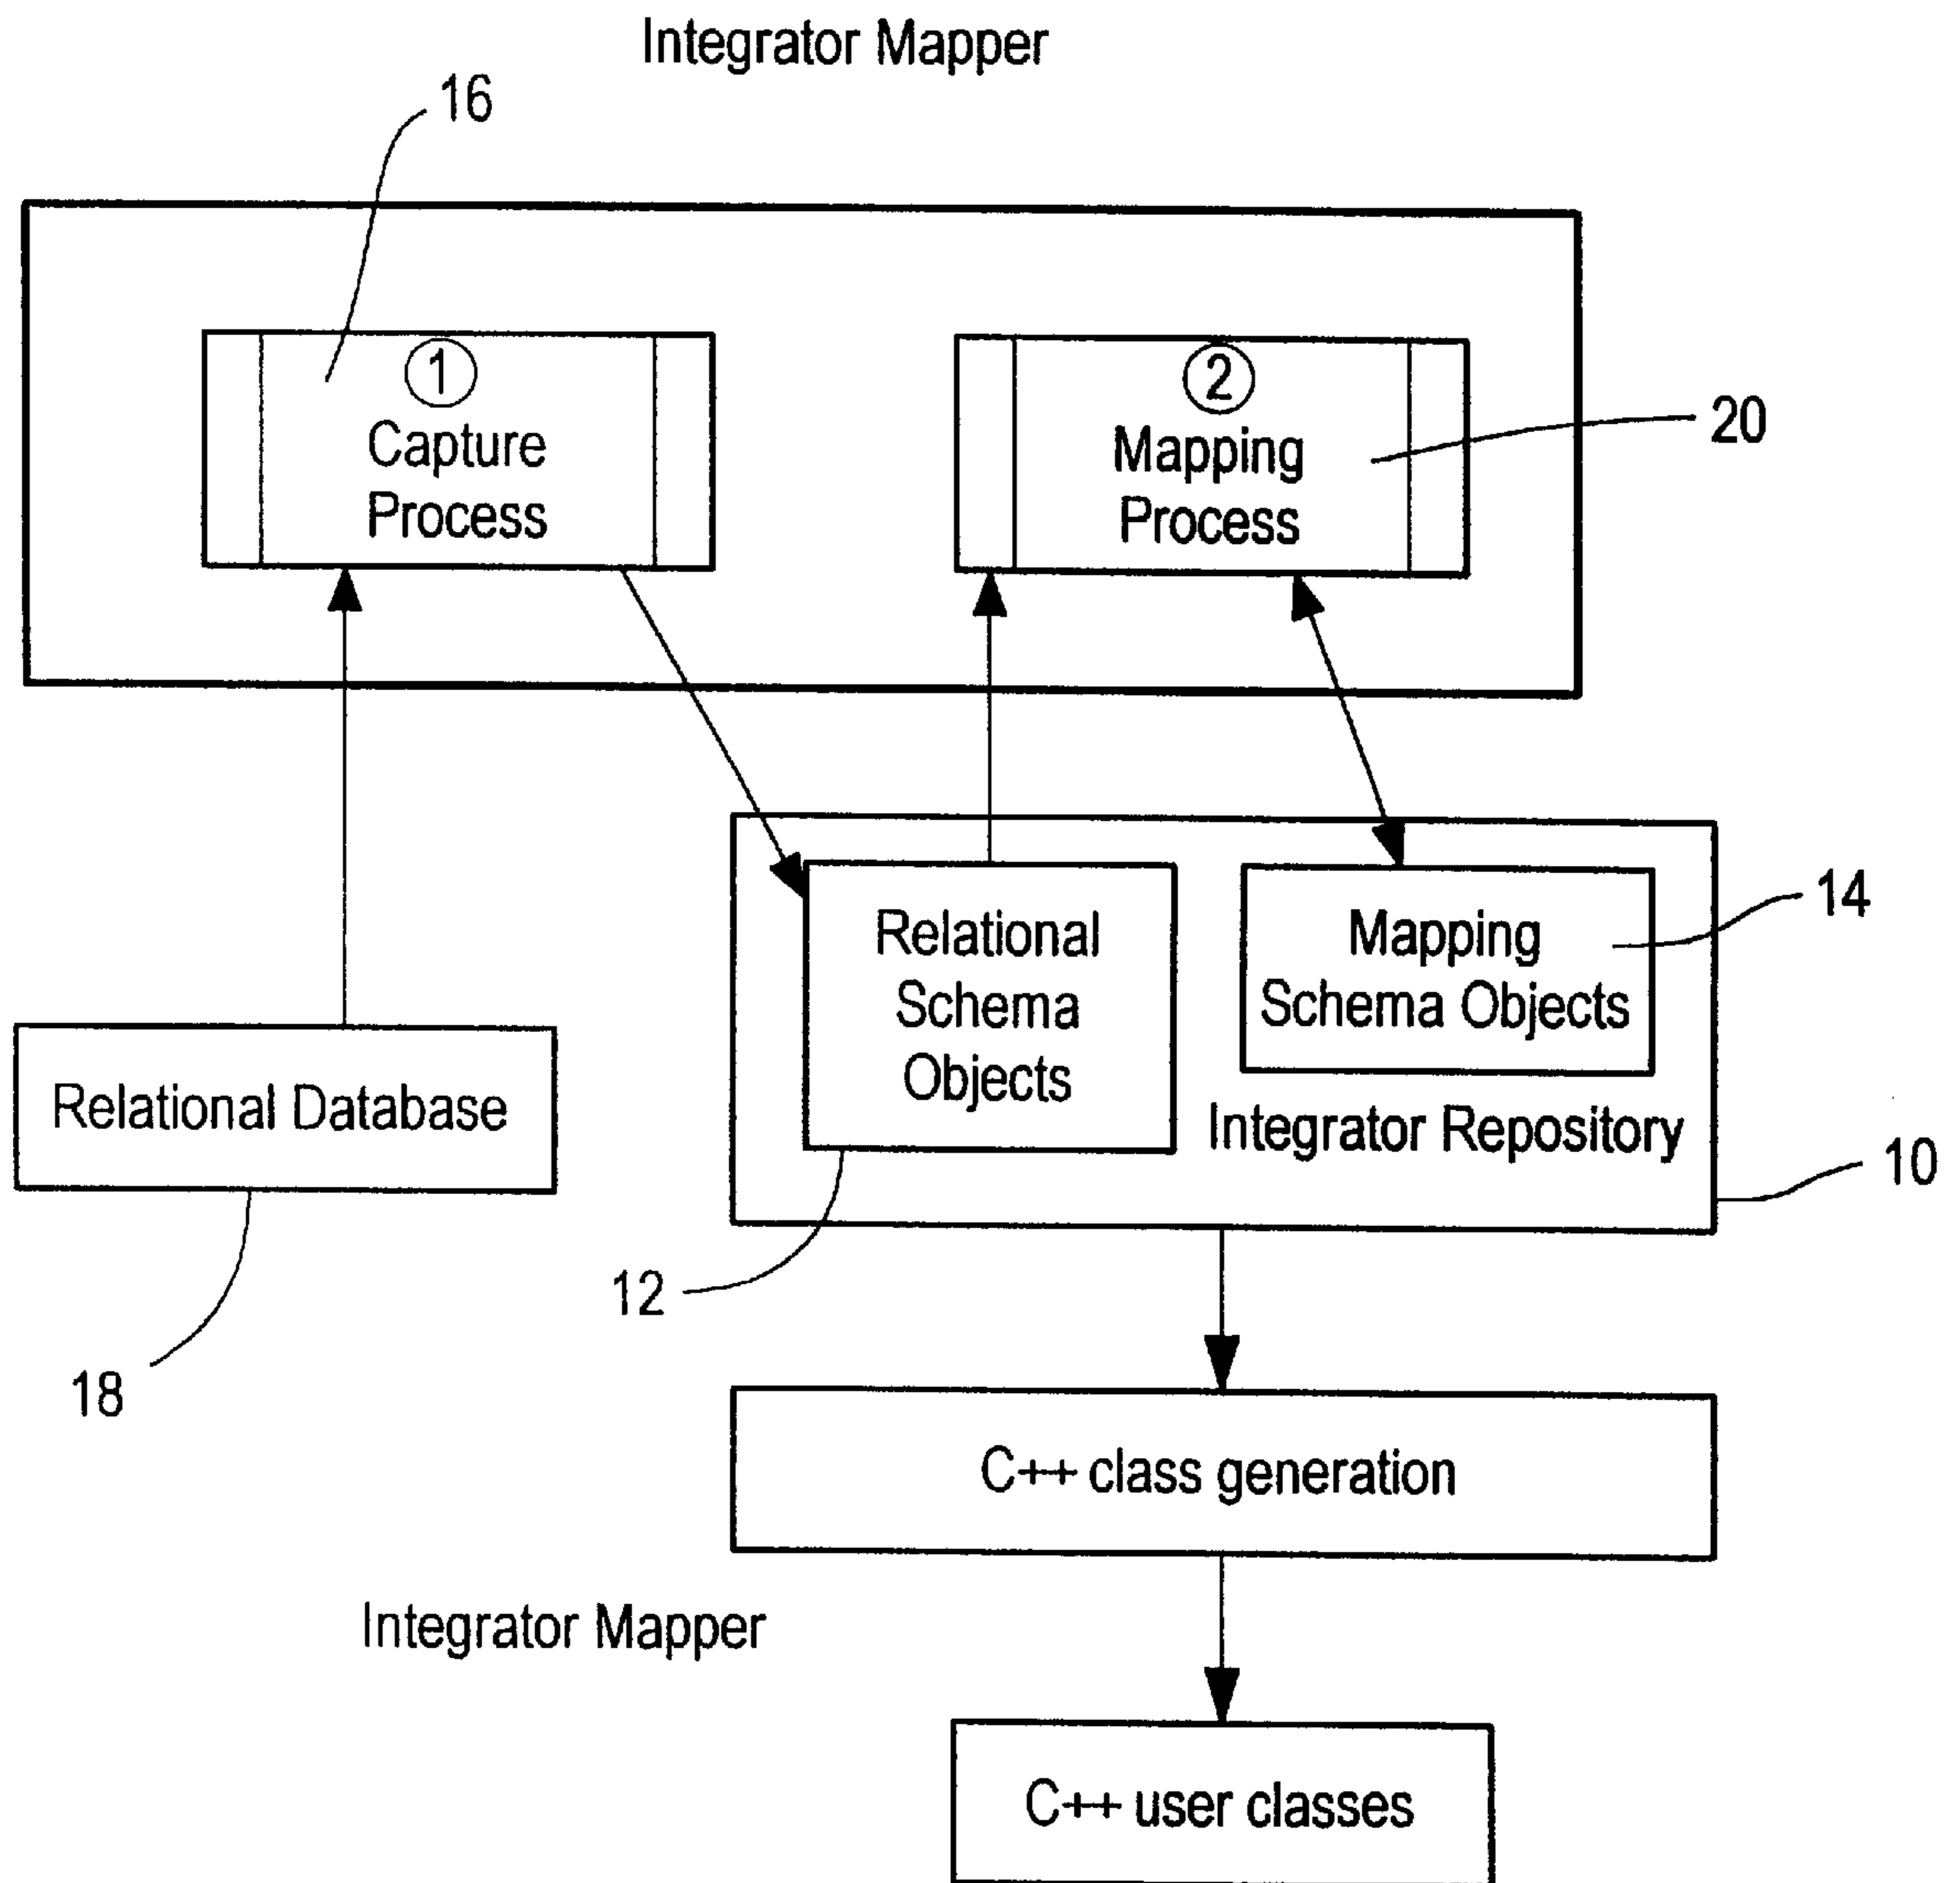 Integrator Mapper
16
1
Capture
Process
2
Mapping
Process
20
Relational
Schema
Objects
Mapping
Schema Objects
14
Integrator Repository
10
Relational Database
12
18
C++ class generation
Integrator Mapper
C++ user classes